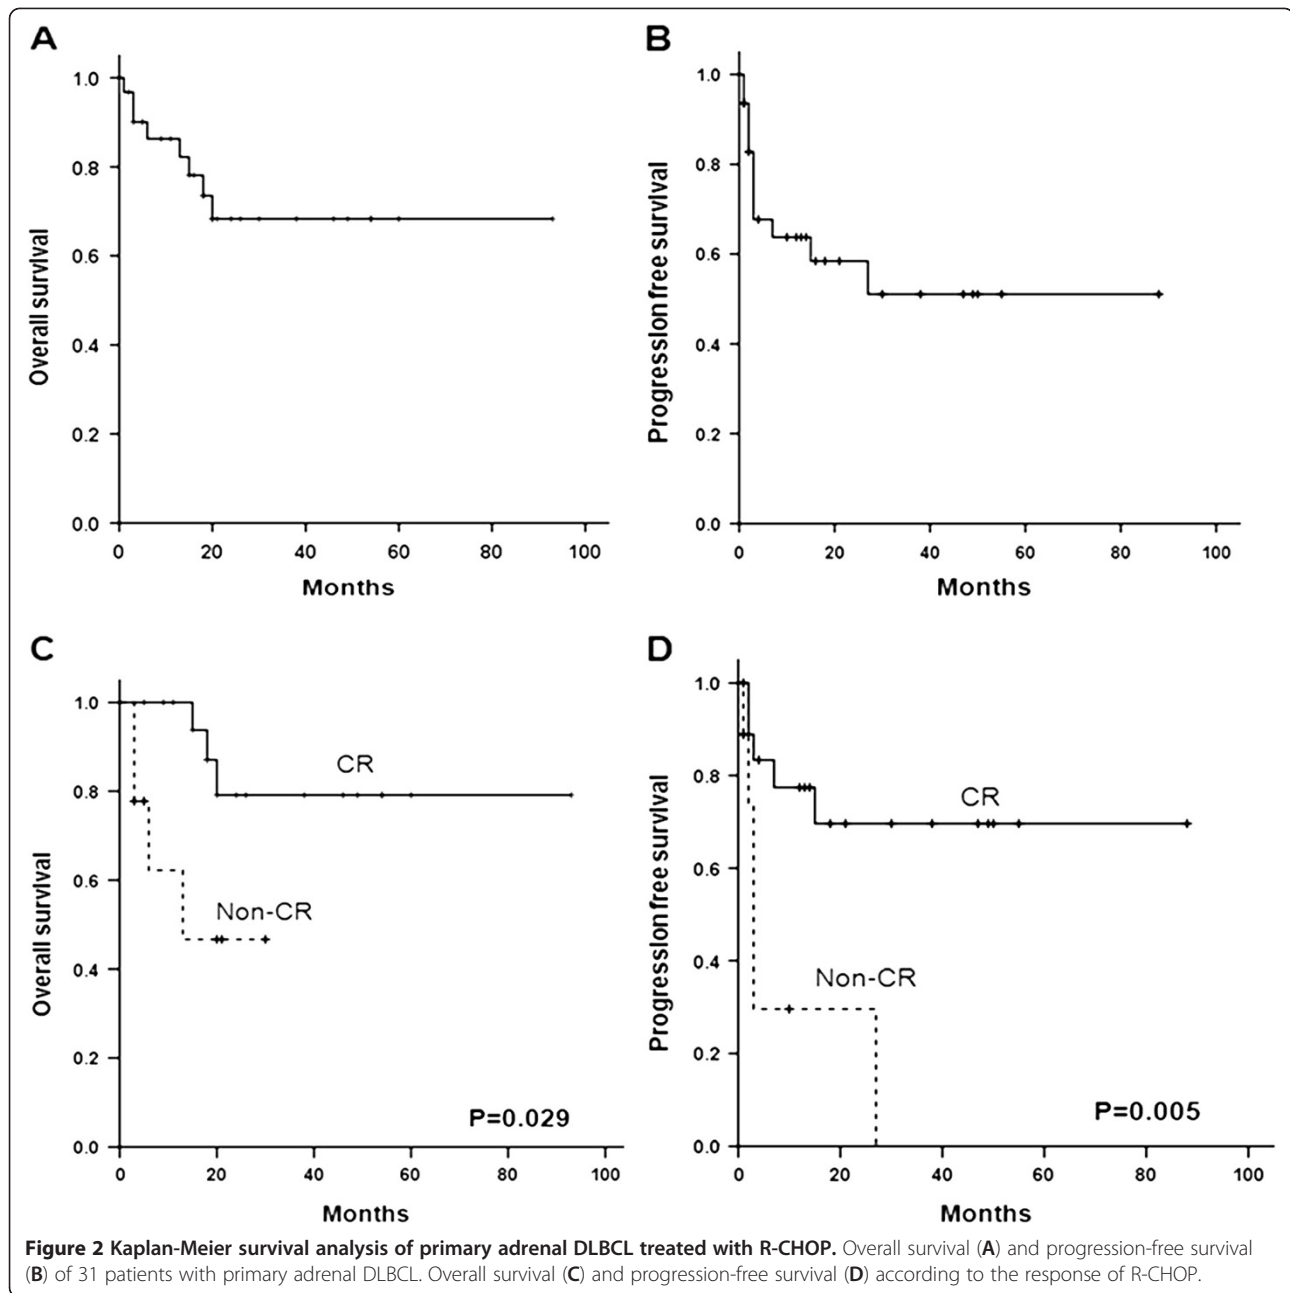 A
1.0
0.8
0.6
0.4
0.2
0.0
Overall survival
0 20 40 60 80 100
Months
B
1.0
0.8
0.6
0.4
0.2
0.0
Progression free survival
0 20 40 60 80 100
Months
C
1.0
0.8
0.6
0.4
0.2
0.0
Overall survival
CR
Non-CR
P=0.029
0 20 40 60 80 100
Months
D
1.0
0.8
0.6
0.4
0.2
0.0
Progression free survival
CR
Non-CR
P=0.005
0 20 40 60 80 100
Months
Figure 2 Kaplan-Meier survival analysis of primary adrenal DLBCL treated with R-CHOP. Overall survival (A) and progression-free survival
(B) of 31 patients with primary adrenal DLBCL. Overall survival (C) and progression-free survival (D) according to the response of R-CHOP.